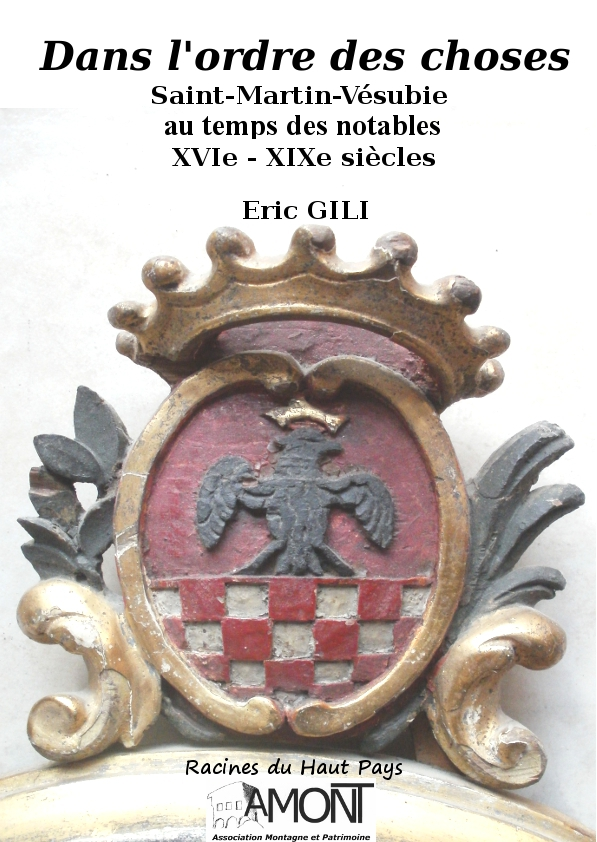 Dans l'ordre des choses
Saint-Martin-Vésubie
au temps des notables
XVIe - XIXe siècles
Eric GILI
Racines du Haut Pays
AMONT
Association Montagne et Patrimoine